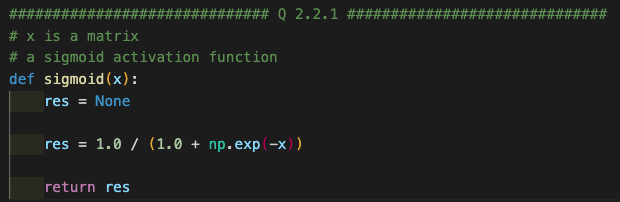 ############################## Q 2.2.1 ##############################
# x is a matrix
# a sigmoid activation function
def sigmoid(x):
    res = None
    res = 1.0 / (1.0 + np.exp(-x))
    return res